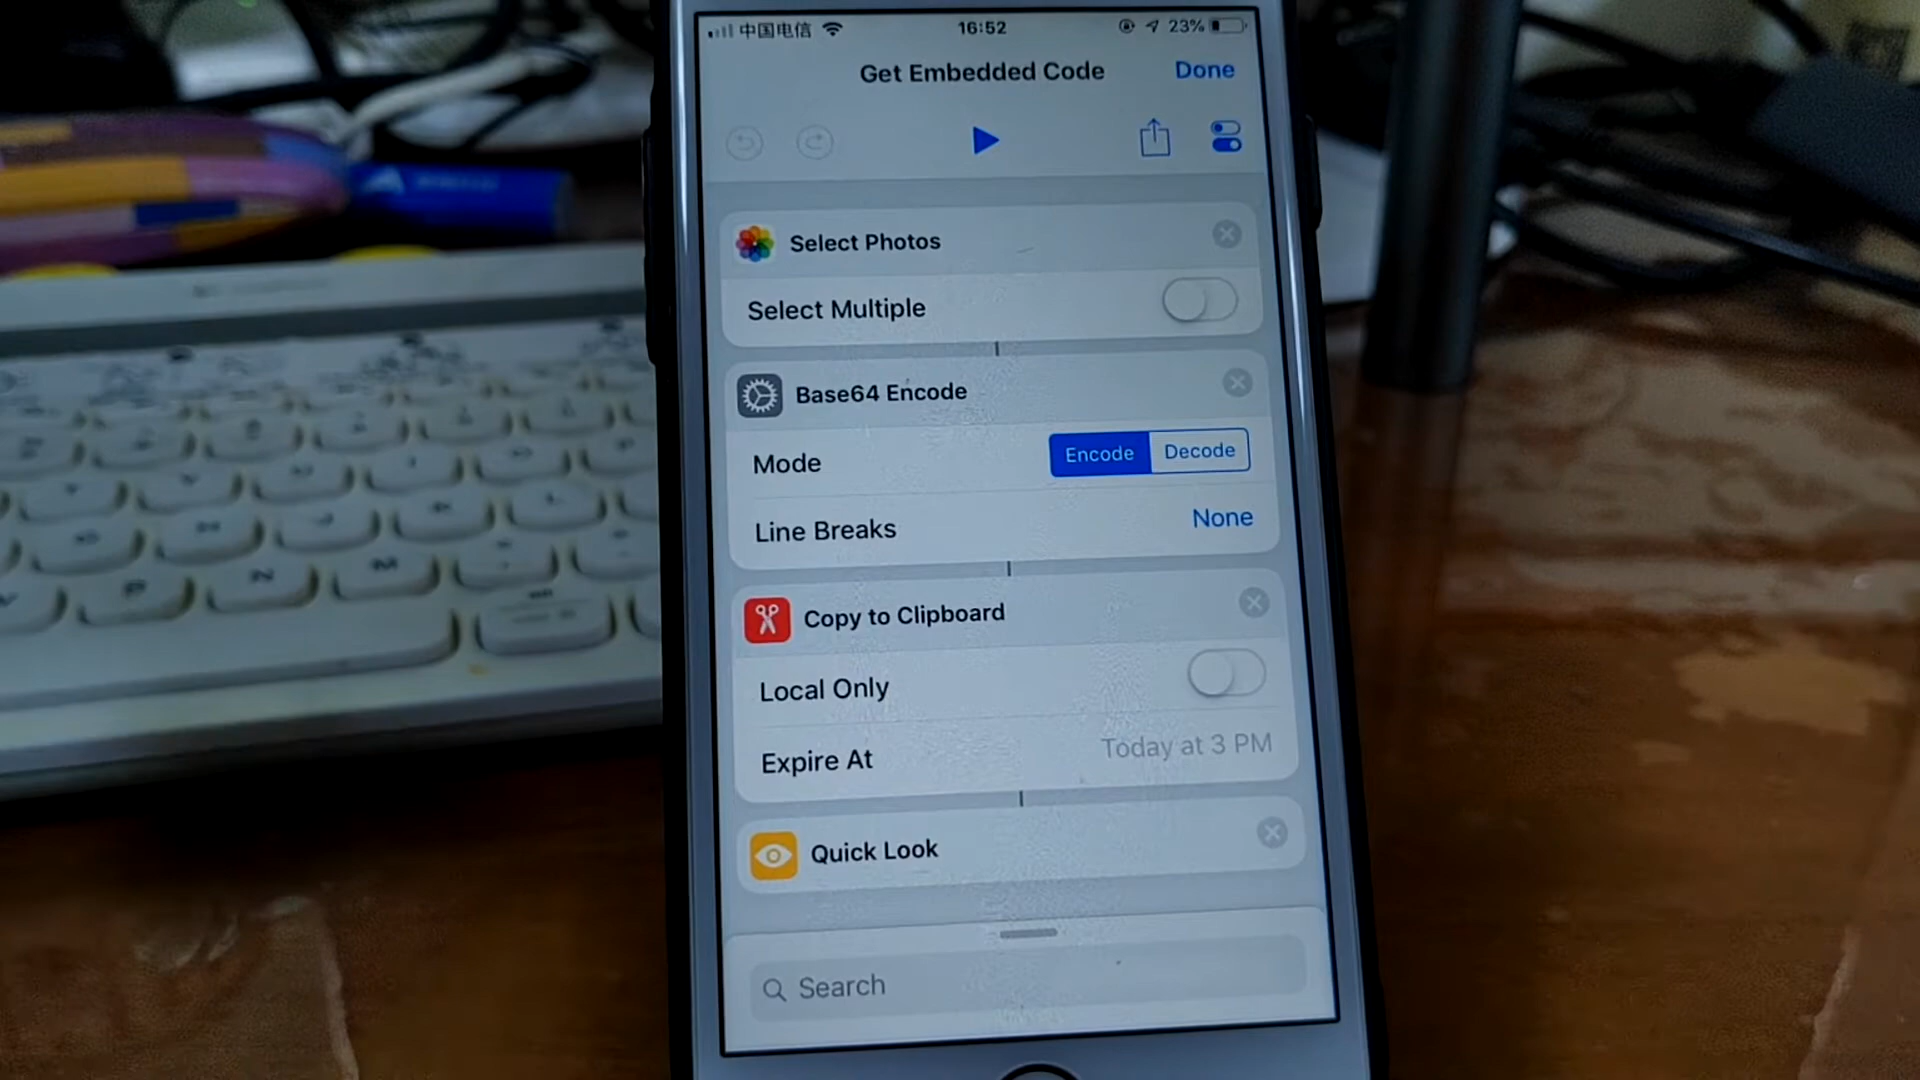 中国电信 16:52 23%
Get Embedded Code Done
Select Photos
Select Multiple
Base64 Encode
Mode Encode Decode
Line Breaks None
Copy to Clipboard
Local Only
Expire At Today at 3 PM
Quick Look
Search
N
M